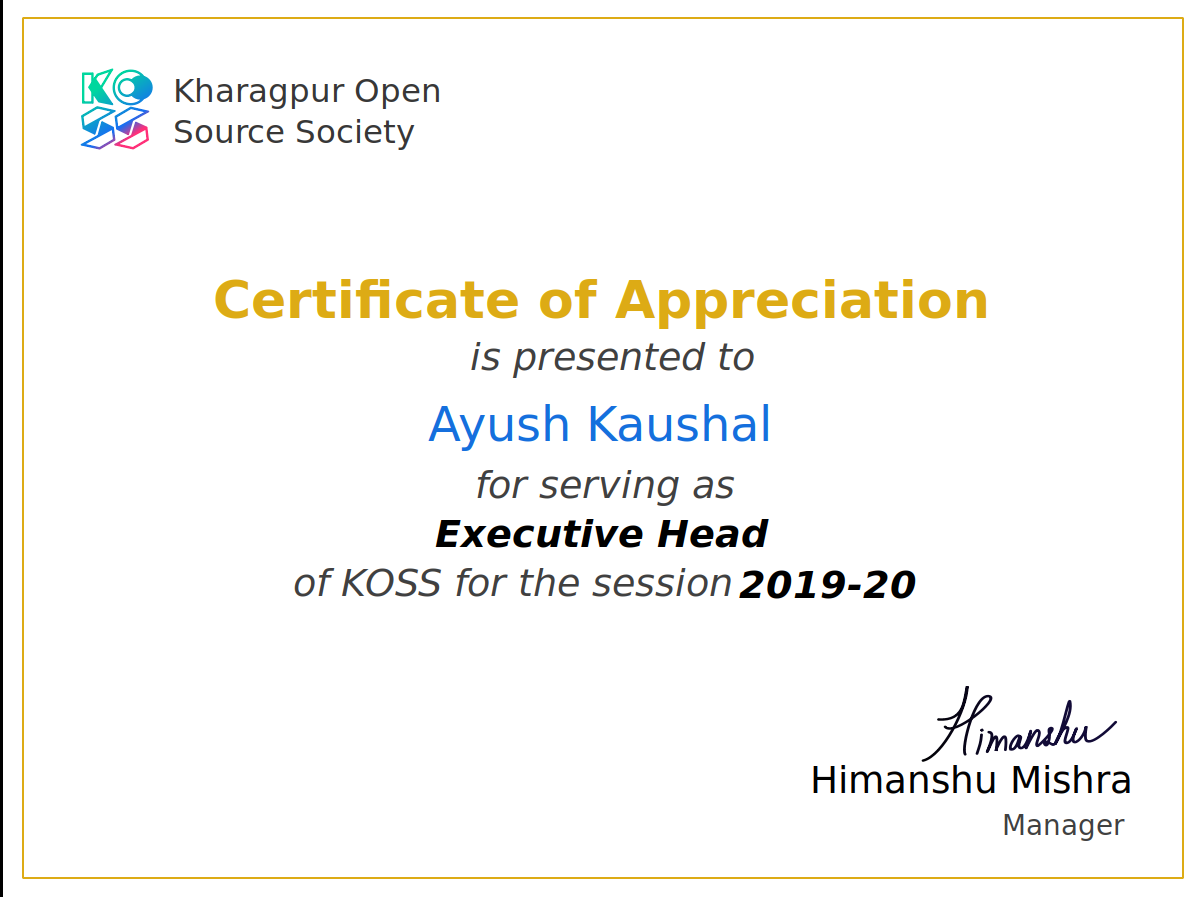 KOSS
Kharagpur Open
Source Society
Certificate of Appreciation
is presented to
Ayush Kaushal
for serving as
Executive Head
of KOSS for the session 2019-20
Himanshu
Himanshu Mishra
Manager